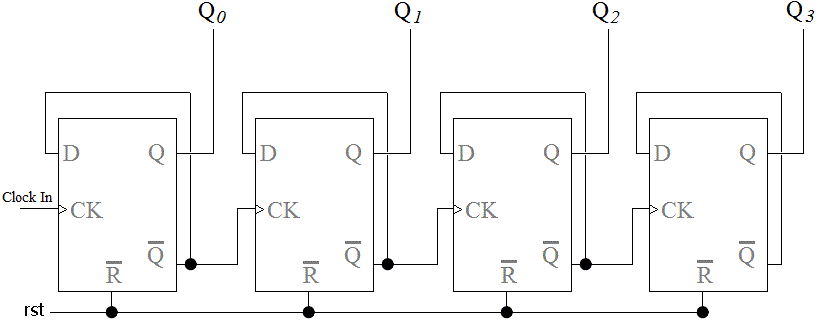 Q0 Q1 Q2 Q3
D Q D Q D Q D Q
Clock In CK CK CK CK
Q̅ Q̅ Q̅ Q̅
R̅ R̅ R̅ R̅
rst